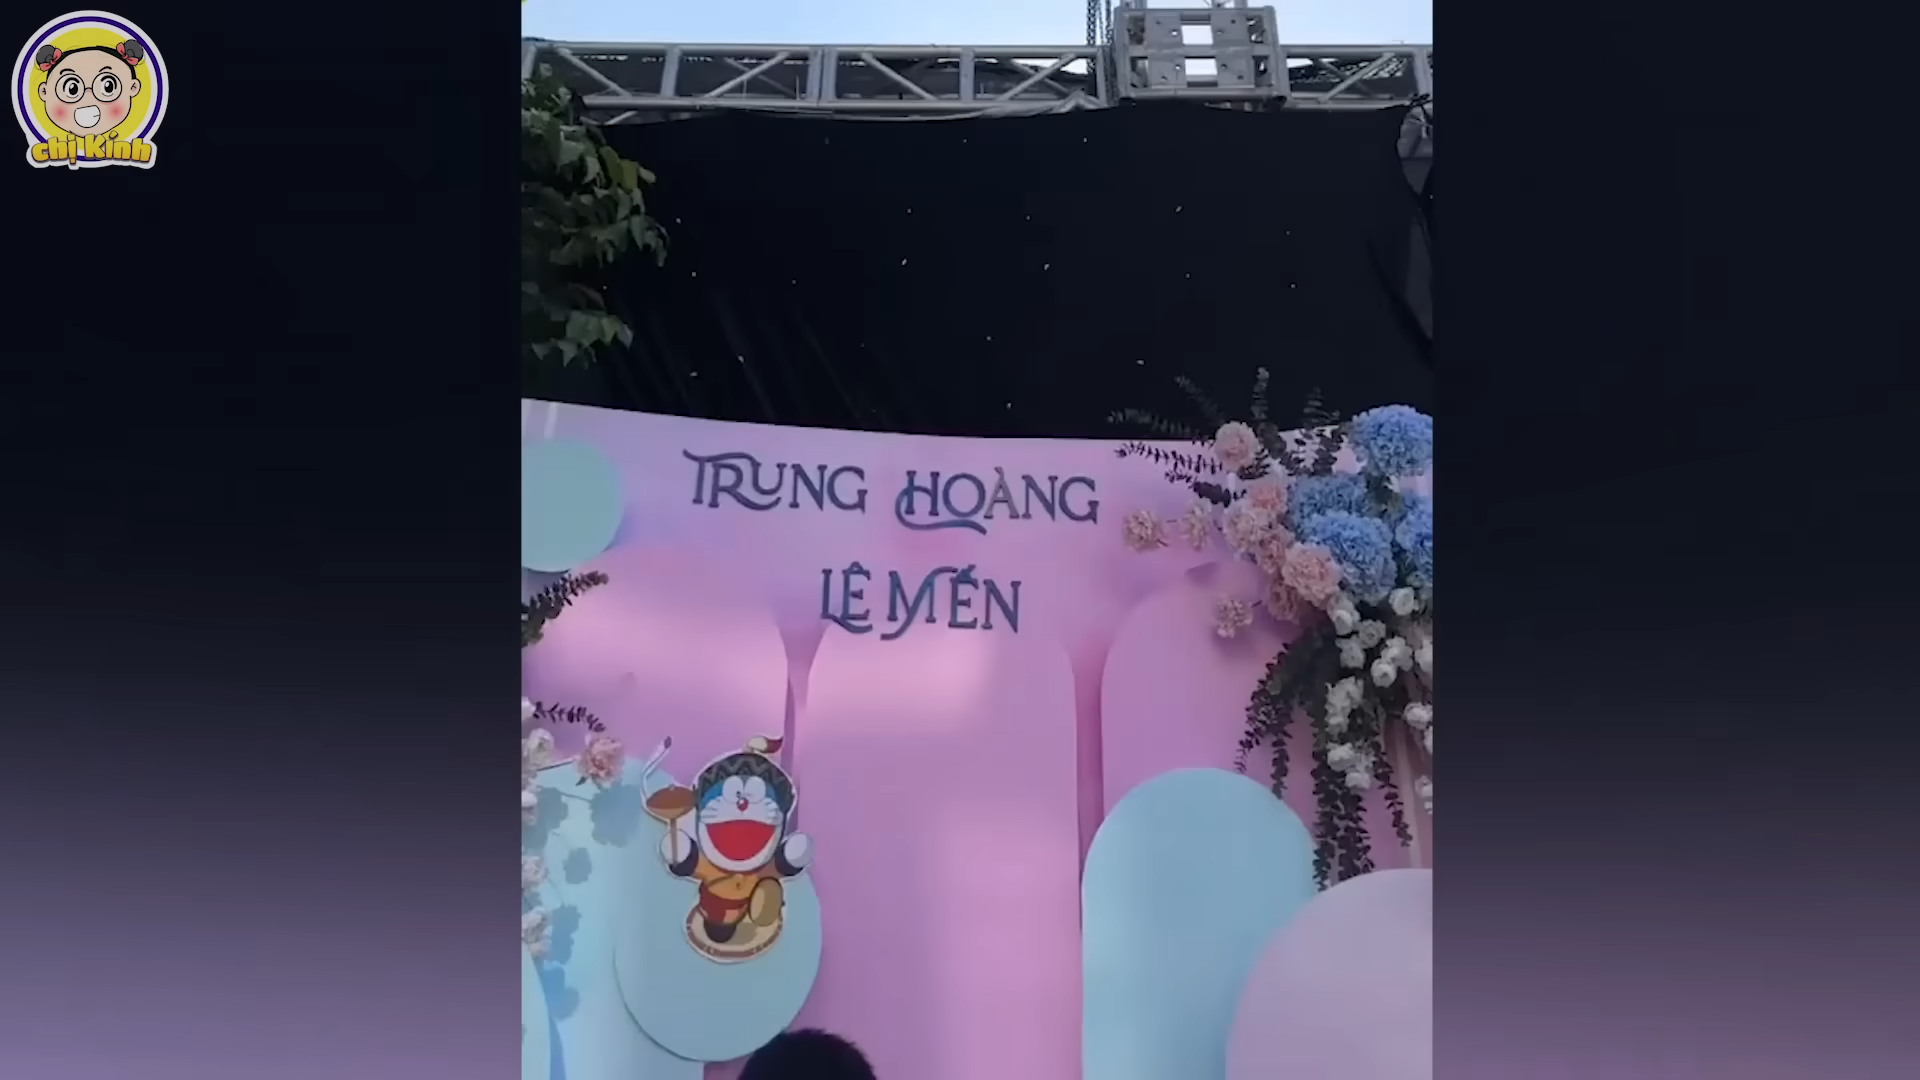 chị Kính
TRUNG HOÀNG
LÊ MẾN